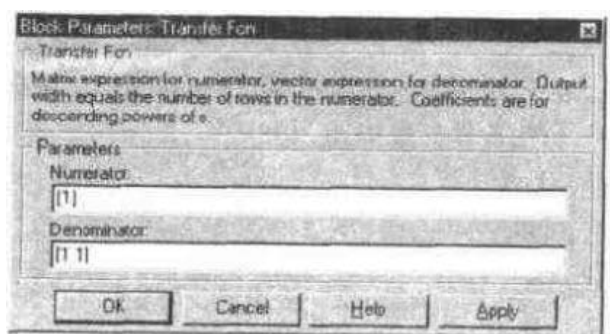 Block Parameters: Transfer Fcn
Transfer Fcn
Matrix expression for numerator, vector expression for denominator. Output
width equals the number of rows in the numerator. Coefficients are for
descending powers of s.
Parameters
Numerator:
[1]
Denominator:
[1 1]
OK
Cancel
Help
Apply